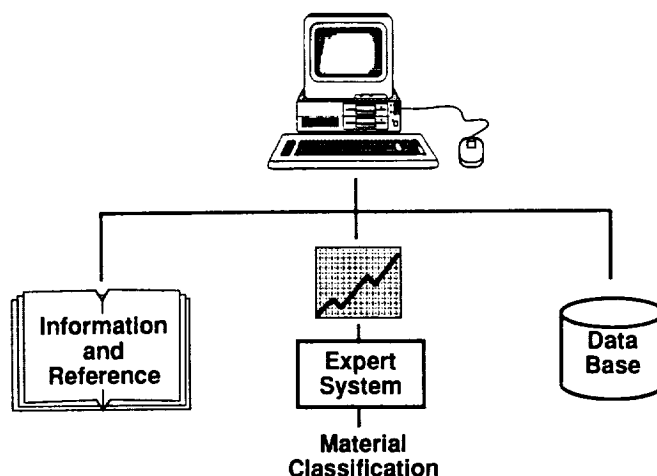 Information
and
Reference
Expert
System
Material
Classification
Data
Base